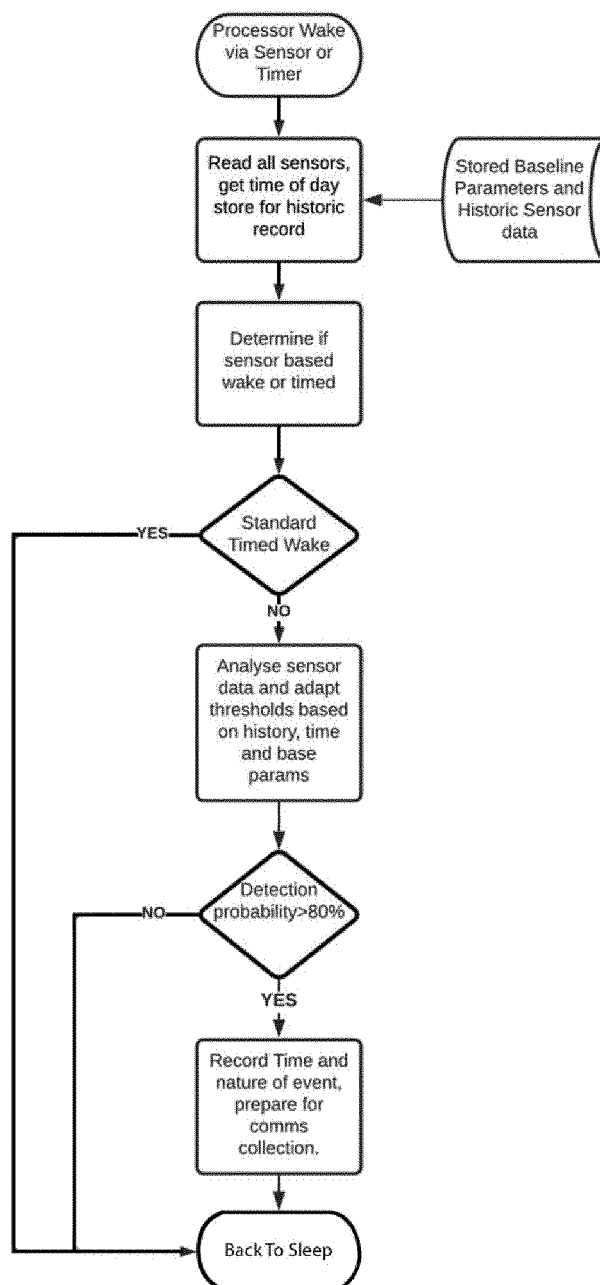 Processor Wake
via Sensor or
Timer
Read all sensors,
get time of day
store for historic
record
Stored Baseline
Parameters and
Historic Sensor
data
Determine if
sensor based
wake or timed
Standard
Timed Wake
YES
NO
Analyse sensor
data and adapt
thresholds based
on history, time
and base
params
Detection
probability>80%
NO
YES
Record Time and
nature of event,
prepare for
comms
collection.
Back To Sleep